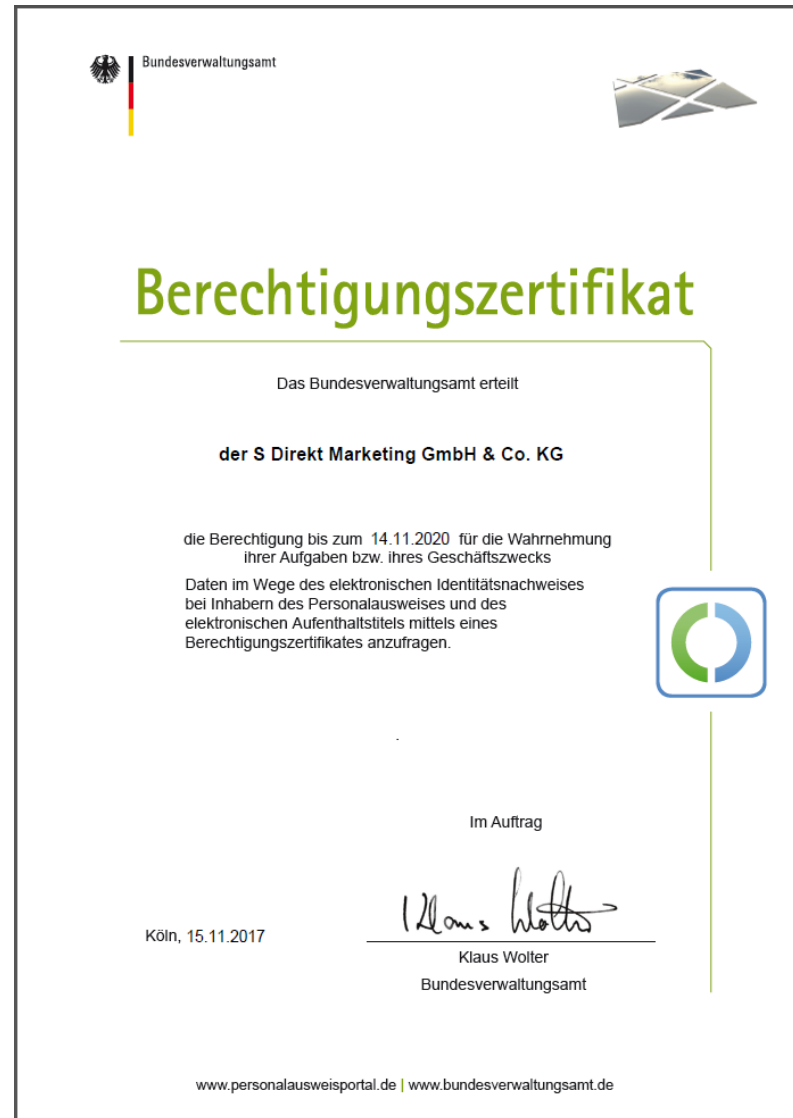 Bundesverwaltungsamt
Berechtigungszertifikat
Das Bundesverwaltungsamt erteilt
der S Direkt Marketing GmbH & Co. KG
die Berechtigung bis zum 14.11.2020 für die Wahrnehmung
ihrer Aufgaben bzw. ihres Geschäftszwecks
Daten im Wege des elektronischen Identitätsnachweises
bei Inhabern des Personalausweises und des
elektronischen Aufenthaltstitels mittels eines
Berechtigungszertifikates anzufragen.
.
Im Auftrag
Klaus Wolter
Köln, 15.11.2017
Klaus Wolter
Bundesverwaltungsamt
www.personalausweisportal.de | www.bundesverwaltungsamt.de